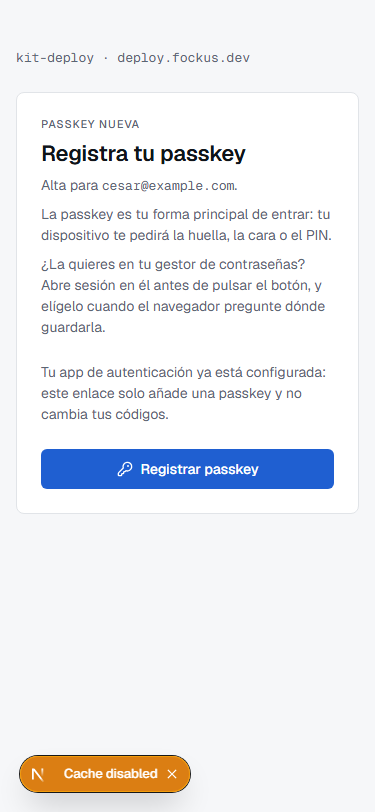 kit-deploy · deploy.fockus.dev
PASSKEY NUEVA
Registra tu passkey
Alta para cesar@example.com.
La passkey es tu forma principal de entrar: tu
dispositivo te pedirá la huella, la cara o el PIN.
¿La quieres en tu gestor de contraseñas?
Abre sesión en él antes de pulsar el botón, y
elígelo cuando el navegador pregunte dónde
guardarla.
Tu app de autenticación ya está configurada:
este enlace solo añade una passkey y no
cambia tus códigos.
Registrar passkey
N Cache disabled